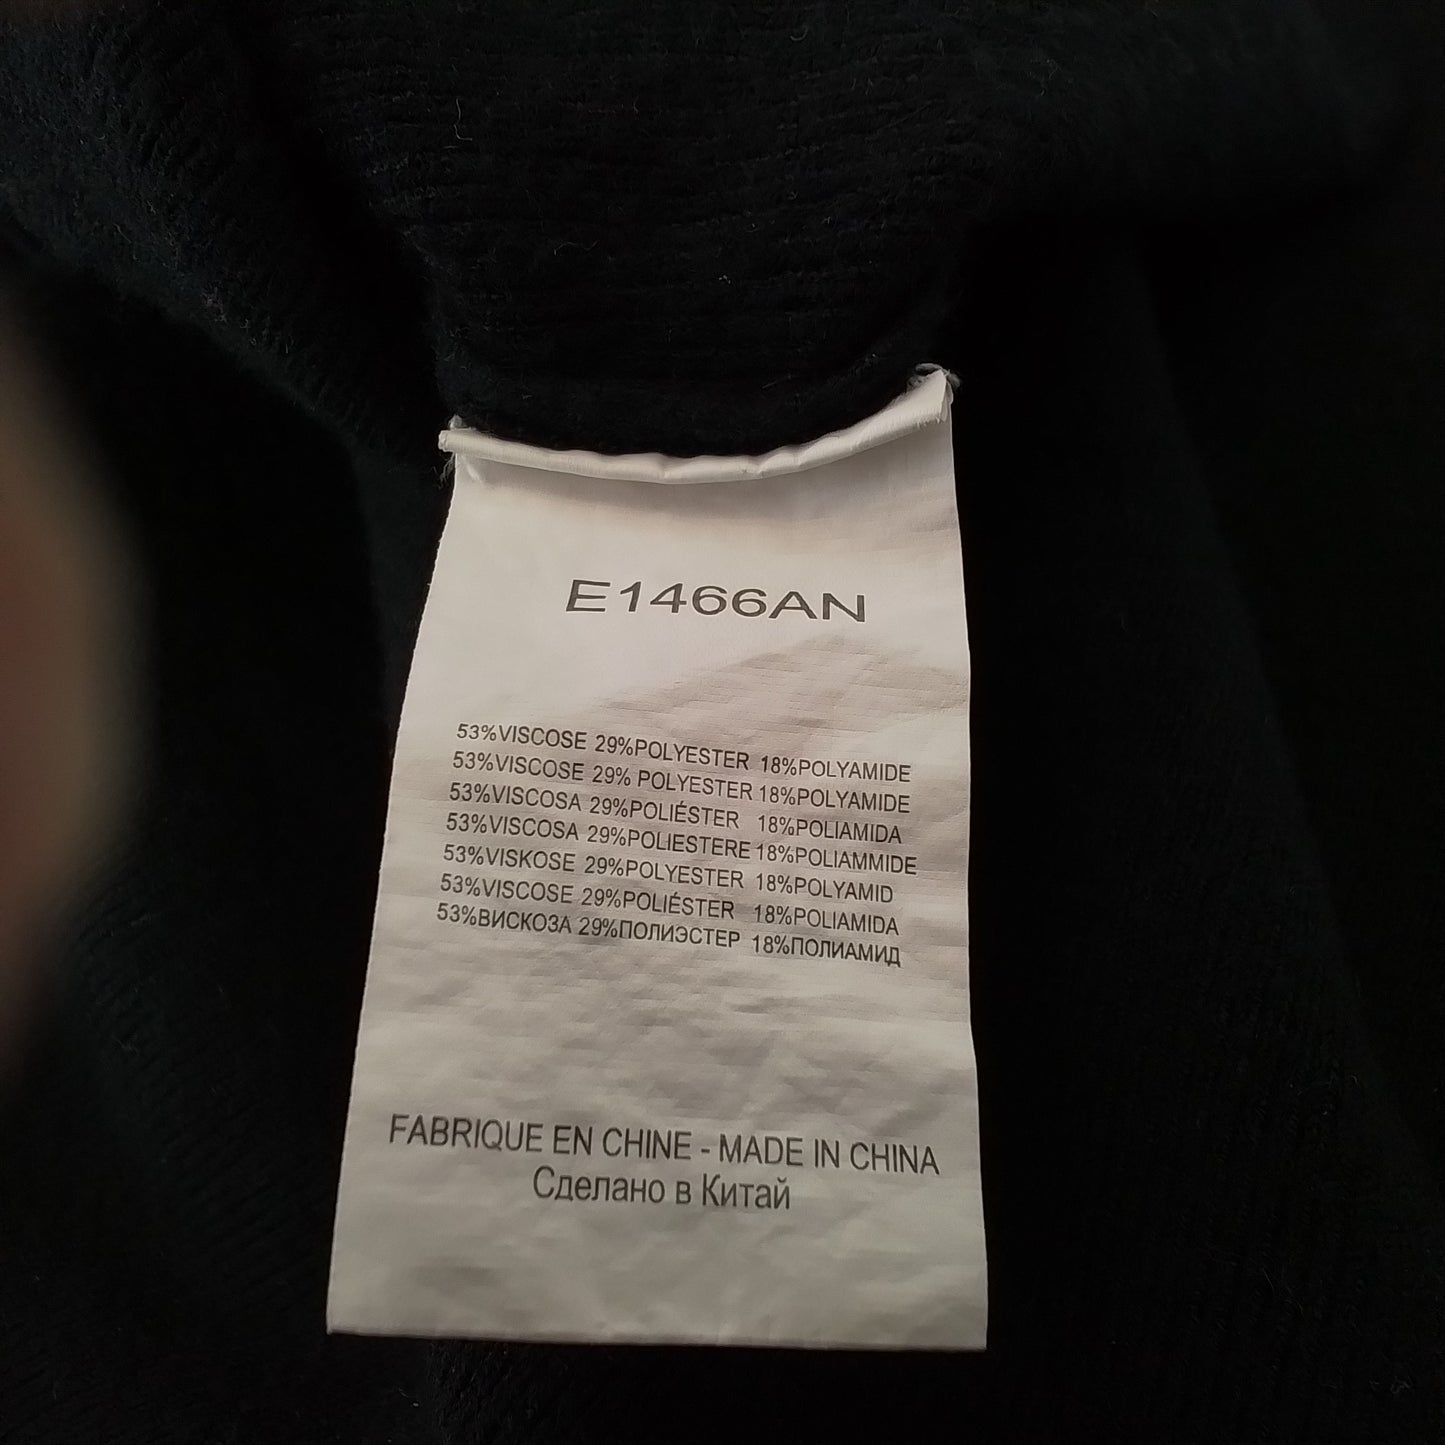 E1466AN
53%VISCOSE 29%POLYESTER 18%POLYAMIDE
53%VISCOSE 29% POLYESTER 18%POLYAMIDE
53%VISCOSA 29%POLIÉSTER 18%POLIAMIDA
53%VISCOSA 29%POLIESTERE 18%POLIAMMIDE
53%VISKOSE 29%POLYESTER 18%POLYAMID
53%VISCOSE 29%POLIÉSTER 18%POLIAMIDA
53%ВИСКОЗА 29%ПОЛИЭСТЕР 18%ПОЛИАМИД
FABRIQUE EN CHINE - MADE IN CHINA
Сделано в Китай